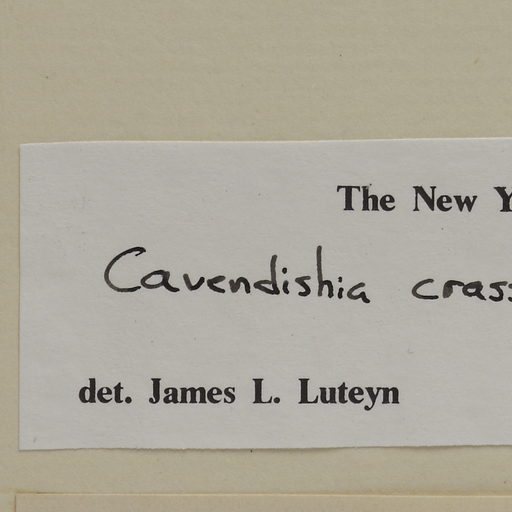 The New Y
Cavendishia crass
det. James L. Luteyn